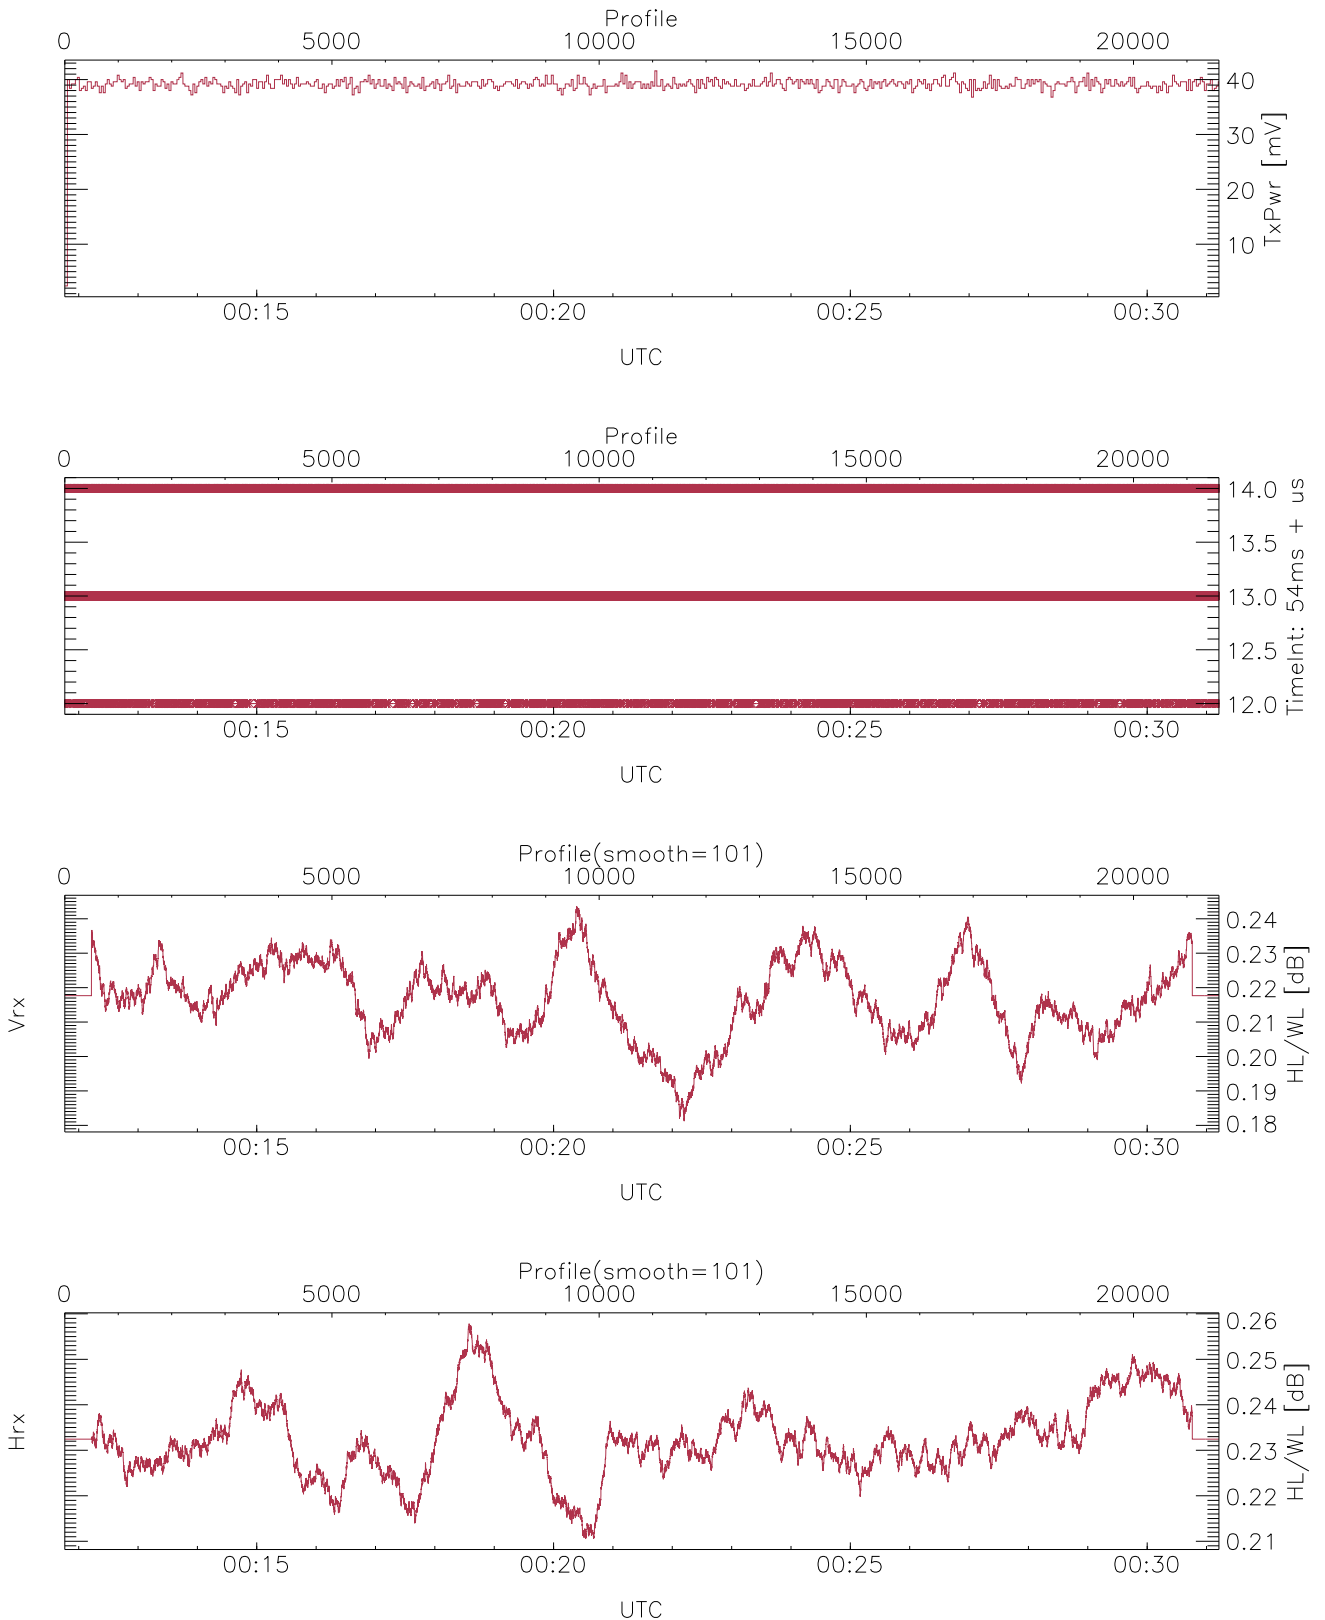 Profile
0 5000 10000 15000 20000
40
30
20
10
TxPwr [mV]
00:15 00:20 00:25 00:30
UTC
Profile
0 5000 10000 15000 20000
14.0
13.5
13.0
12.5
12.0
TimeInt: 54ms + us
00:15 00:20 00:25 00:30
UTC
Profile(smooth=101)
0 5000 10000 15000 20000
Vrx
0.24
0.23
0.22
0.21
0.20
0.19
0.18
HL/WL [dB]
00:15 00:20 00:25 00:30
UTC
Profile(smooth=101)
0 5000 10000 15000 20000
Hrx
0.26
0.25
0.24
0.23
0.22
0.21
HL/WL [dB]
00:15 00:20 00:25 00:30
UTC